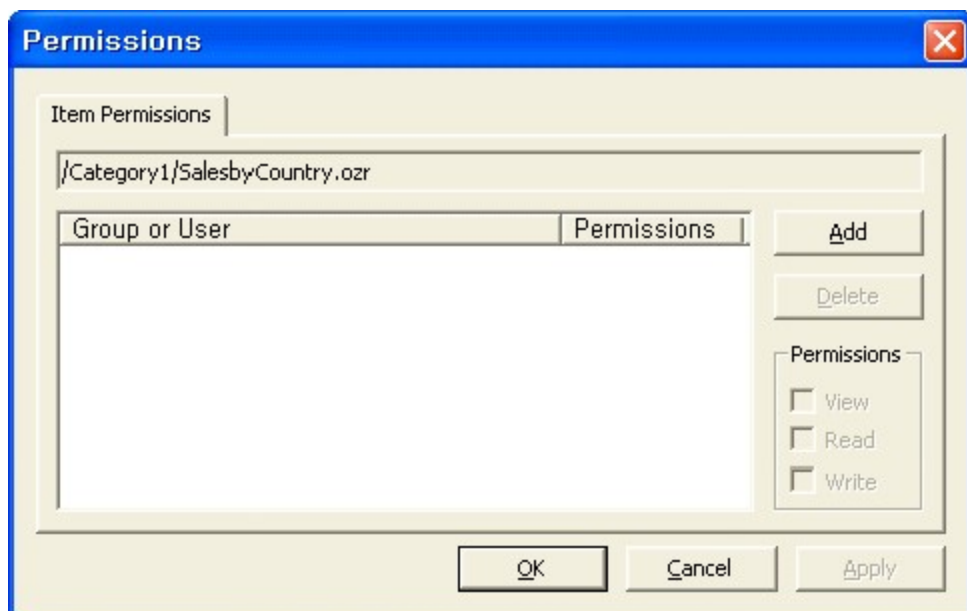 Permissions
Item Permissions
/Category1/SalesbyCountry.ozr
Group or User Permissions
Add
Delete
Permissions
View
Read
Write
OK Cancel Apply